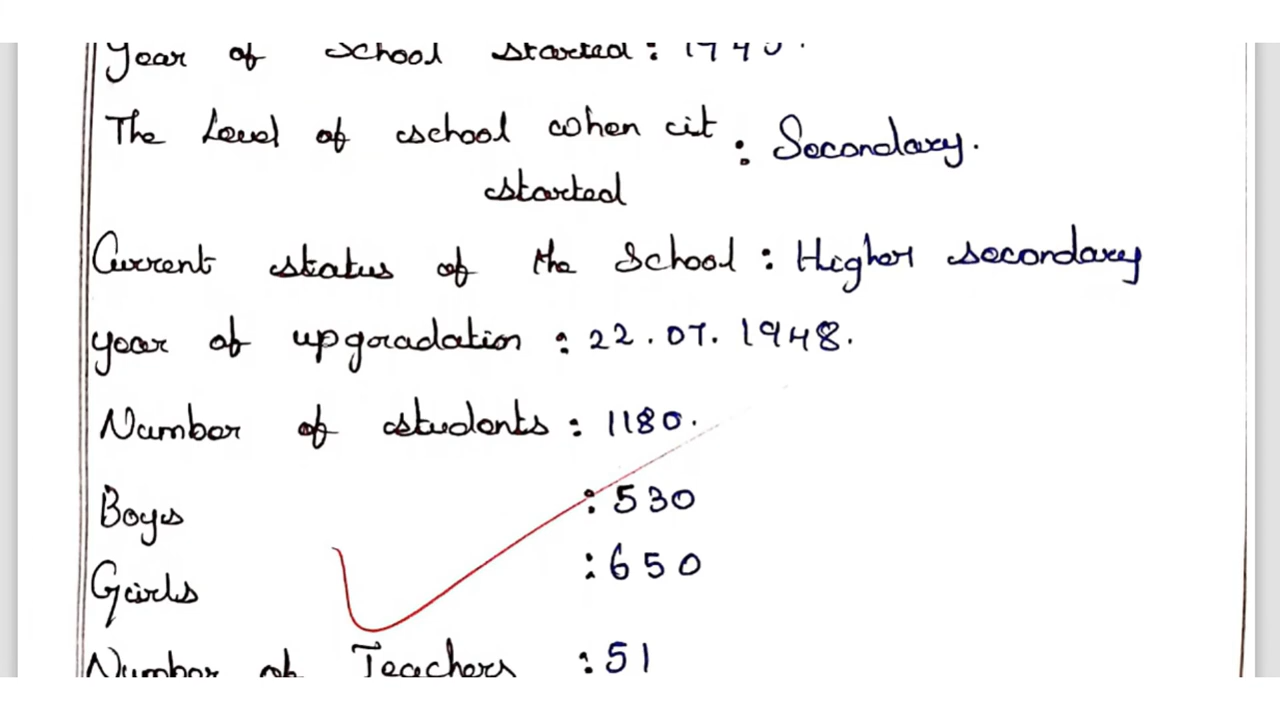 Year of School started :
The Level of school when it : Secondary.
started
Current status of the School : Higher secondary
year of upgradation : 22.07.1948.
Number of students : 1180.
Boys : 530
Girls : 650
Number of Teachers : 51